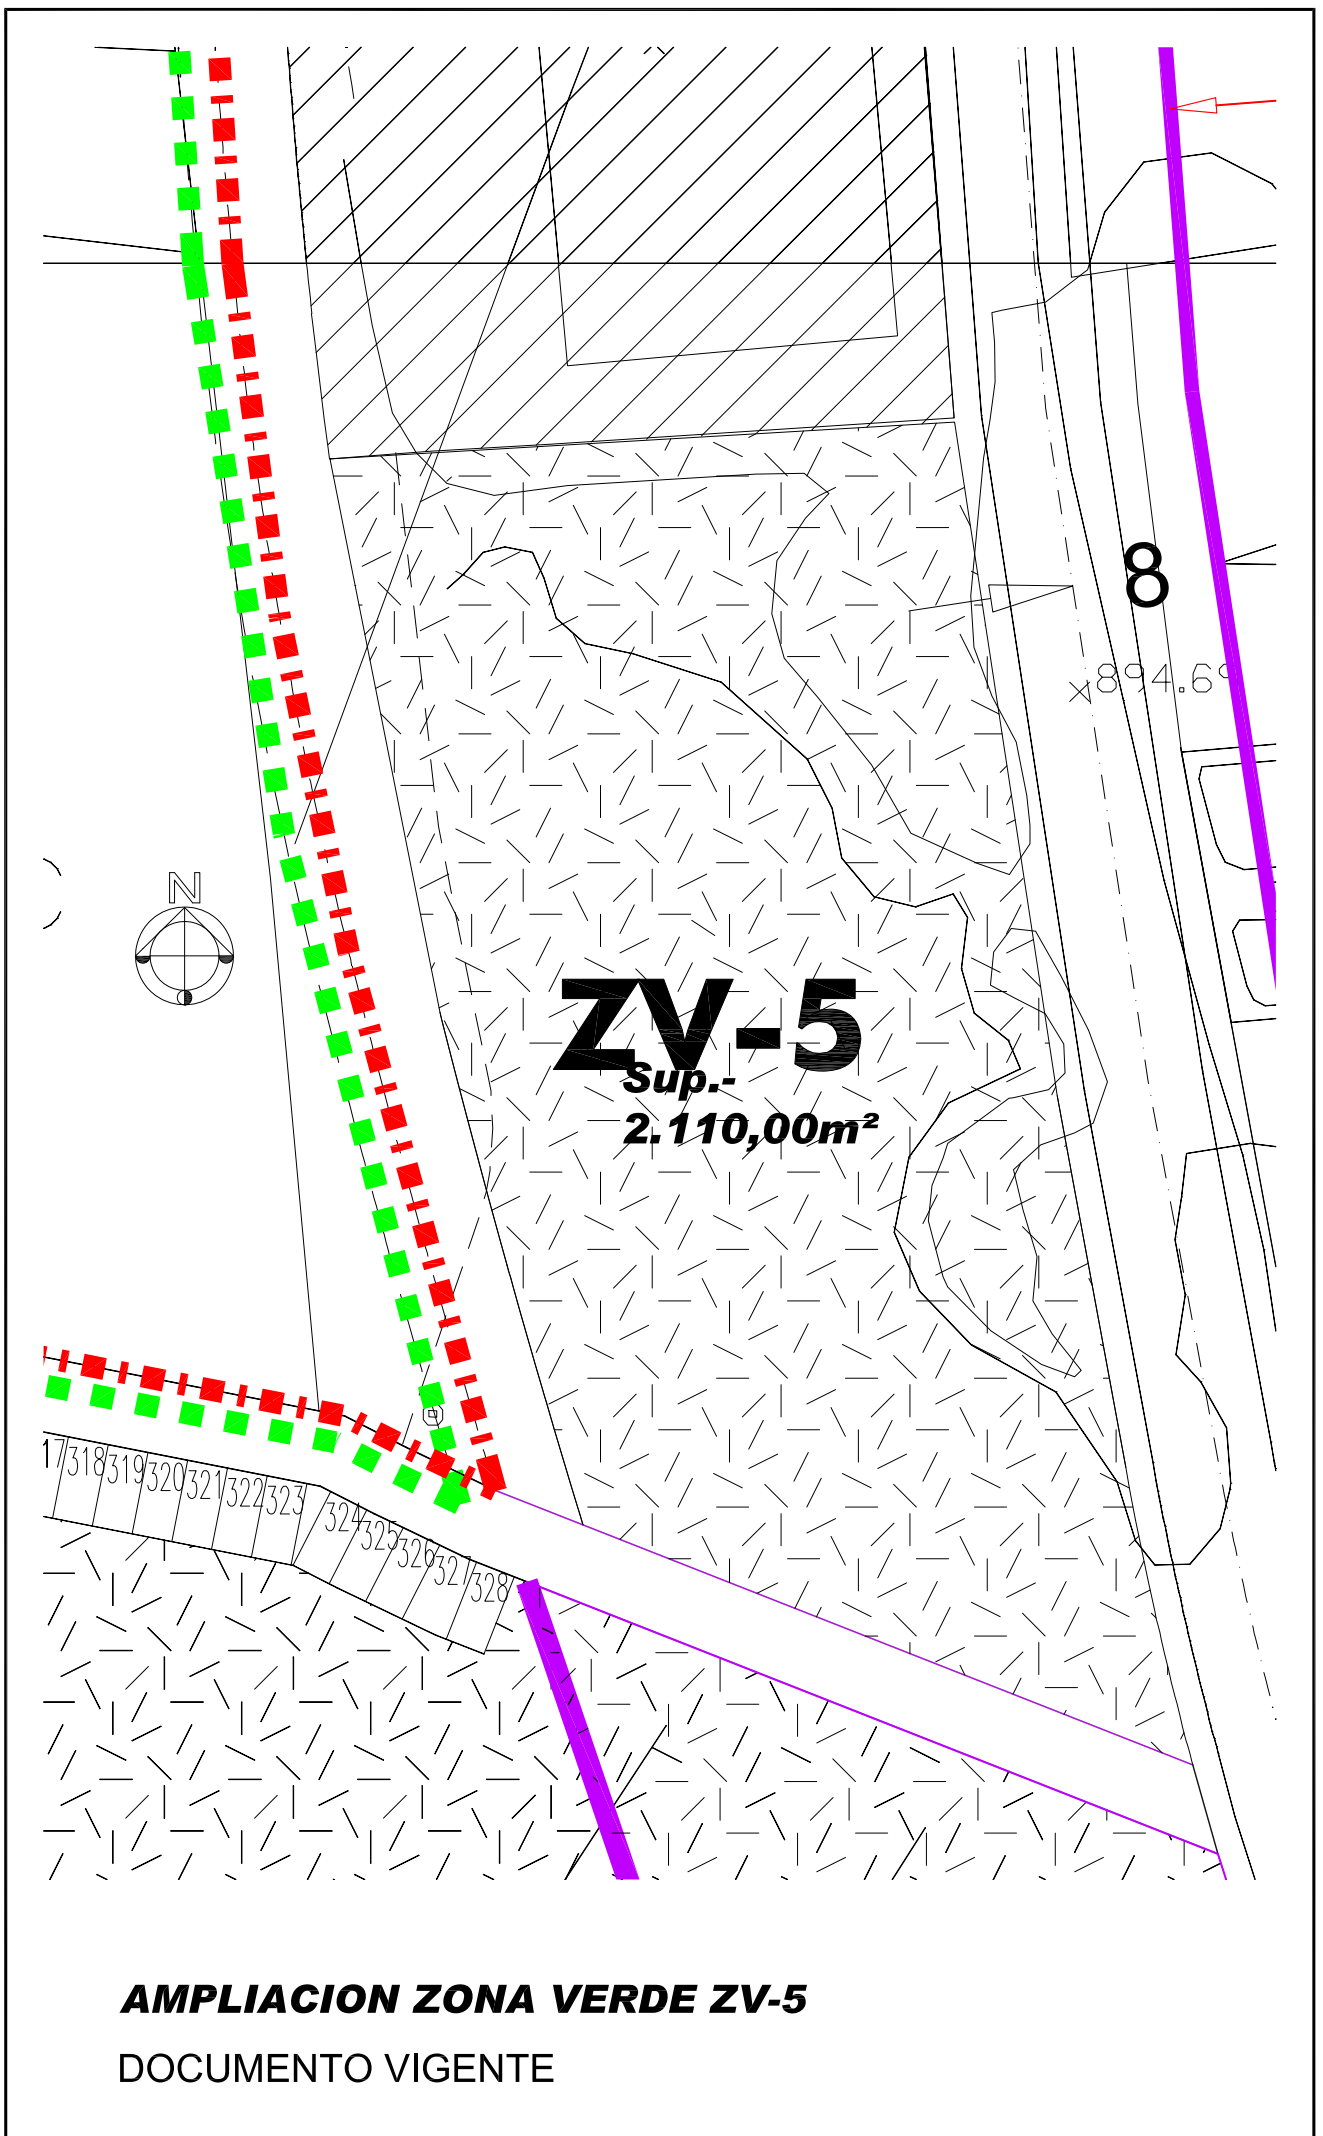 8
894.69
N
ZV-5
Sup.-
2.110,00m²
17 318 319 320 321 322 323 324 325 326 327 328
AMPLIACION ZONA VERDE ZV-5
DOCUMENTO VIGENTE